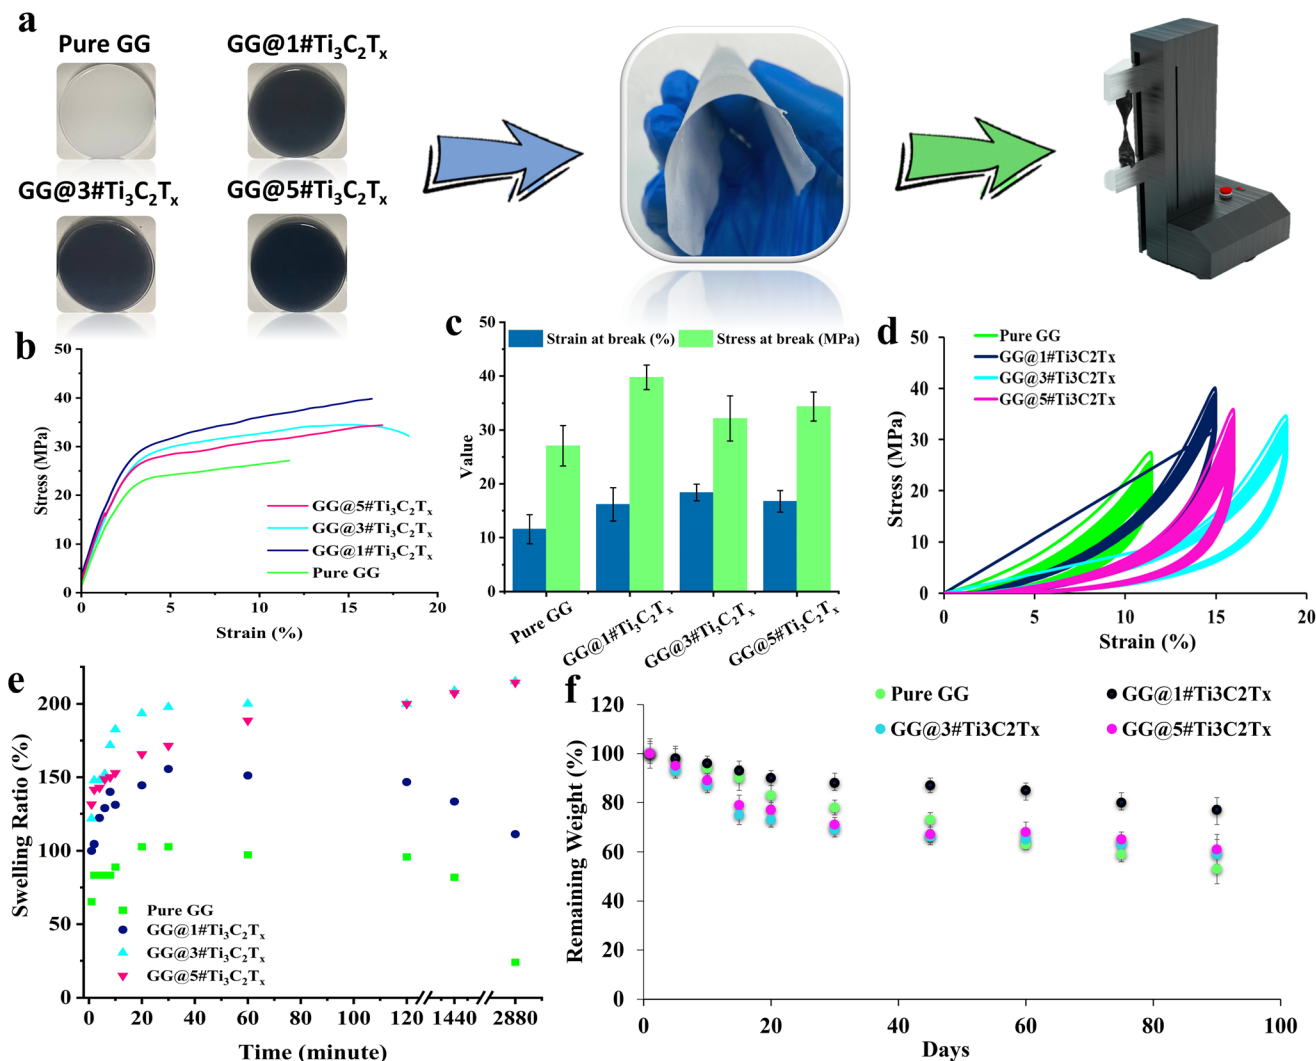 a
Pure GG
GG@1#Ti₃C₂Tₓ
GG@3#Ti₃C₂Tₓ
GG@5#Ti₃C₂Tₓ
b
Stress (MPa)
50
40
30
20
10
0
0 5 10 15 20
Strain (%)
GG@5#Ti₃C₂Tₓ
GG@3#Ti₃C₂Tₓ
GG@1#Ti₃C₂Tₓ
Pure GG
c
Value
50
40
30
20
10
0
Strain at break (%)
Stress at break (MPa)
Pure GG
GG@1#Ti₃C₂Tₓ
GG@3#Ti₃C₂Tₓ
GG@5#Ti₃C₂Tₓ
d
Stress (MPa)
50
40
30
20
10
0
0 5 10 15 20
Strain (%)
Pure GG
GG@1#Ti3C2Tx
GG@3#Ti3C2Tx
GG@5#Ti3C2Tx
e
Swelling Ratio (%)
200
150
100
50
0
0 20 40 60 80 100 120 1440 2880
Time (minute)
Pure GG
GG@1#Ti₃C₂Tₓ
GG@3#Ti₃C₂Tₓ
GG@5#Ti₃C₂Tₓ
f
Remaining Weight (%)
120
100
80
60
40
20
0
0 20 40 60 80 100
Days
Pure GG
GG@1#Ti3C2Tx
GG@3#Ti3C2Tx
GG@5#Ti3C2Tx